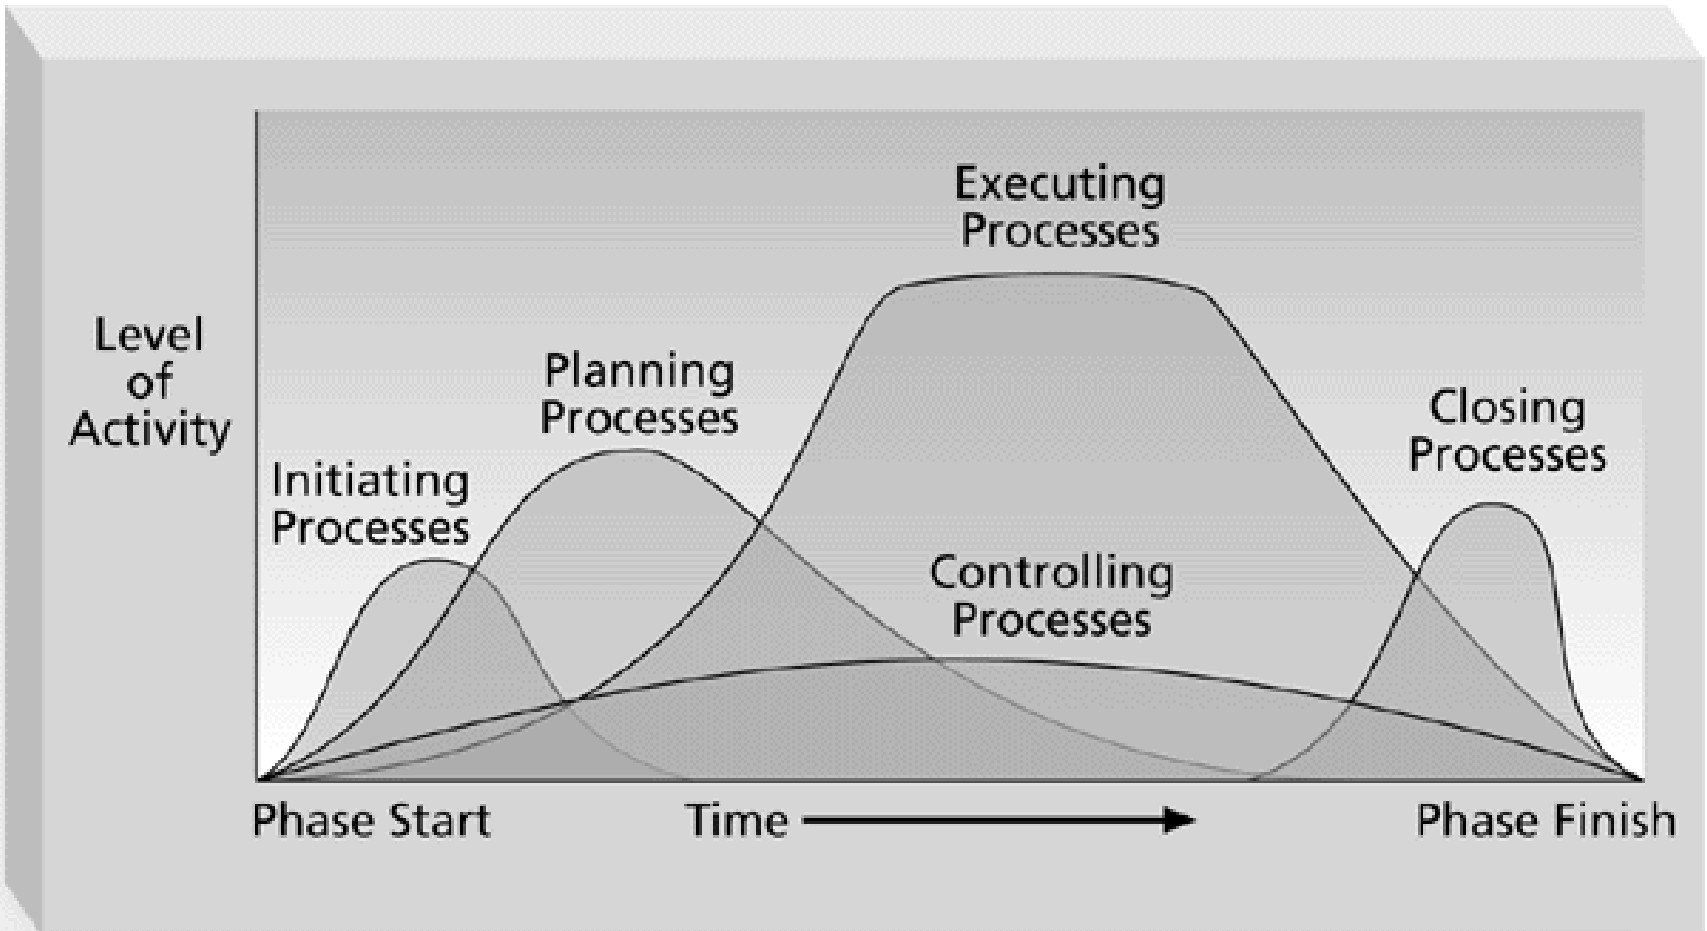 Executing
Processes
Level
of
Activity
Planning
Processes
Closing
Processes
Initiating
Processes
Controlling
Processes
Phase Start
Time
Phase Finish